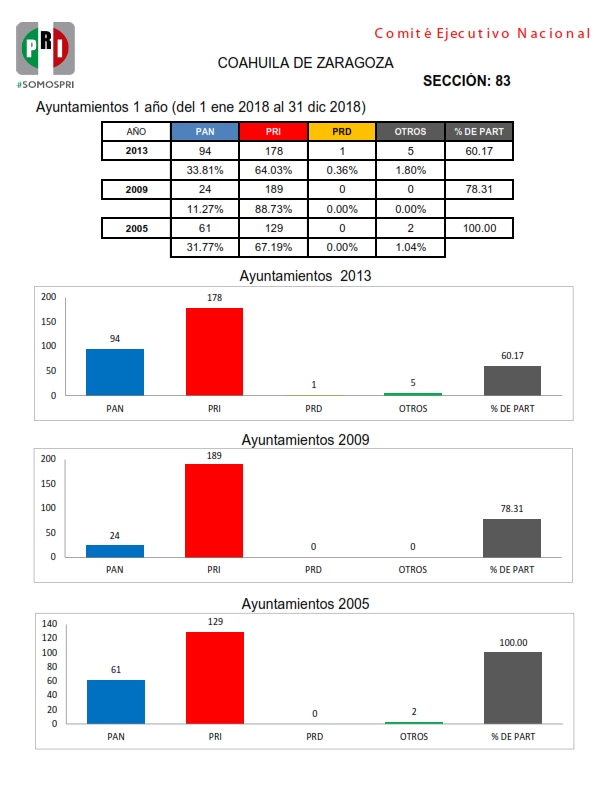 PRI
#SOMOSPRI
Comité Ejecutivo Nacional
COAHUILA DE ZARAGOZA
SECCIÓN: 83
Ayuntamientos 1 año (del 1 ene 2018 al 31 dic 2018)
AÑO PAN PRI PRD OTROS % DE PART
2013 94 178 1 5 60.17
33.81% 64.03% 0.36% 1.80%
2009 24 189 0 0 78.31
11.27% 88.73% 0.00% 0.00%
2005 61 129 0 2 100.00
31.77% 67.19% 0.00% 1.04%
Ayuntamientos 2013
200
150
100
50
0
94 178 1 5 60.17
PAN PRI PRD OTROS % DE PART
Ayuntamientos 2009
200
150
100
50
0
24 189 0 0 78.31
PAN PRI PRD OTROS % DE PART
Ayuntamientos 2005
140
120
100
80
60
40
20
0
61 129 0 2 100.00
PAN PRI PRD OTROS % DE PART